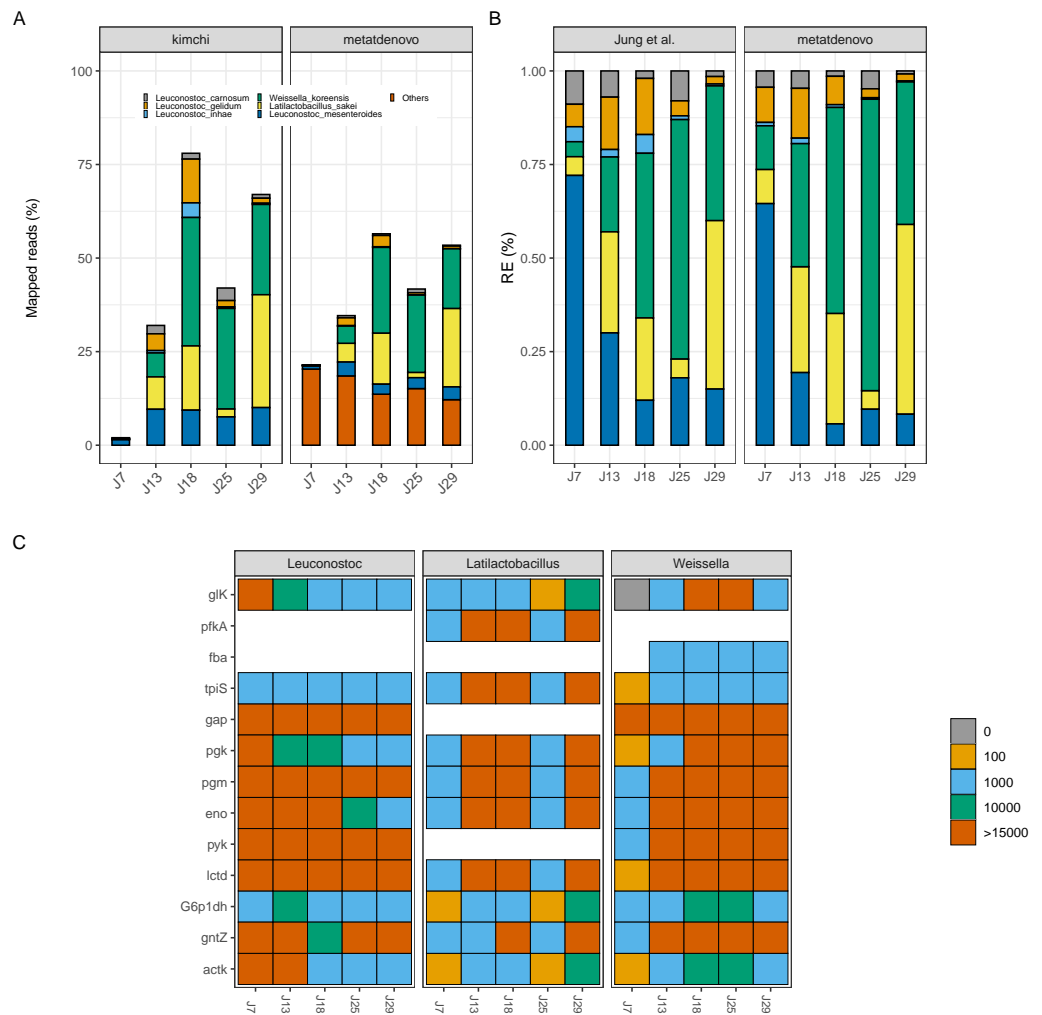 A
B
kimchi
metatdenovo
Jung et al.
metatdenovo
Mapped reads (%)
100
75
50
25
0
Leuconostoc_carnosum
Leuconostoc_gelidum
Leuconostoc_inhae
Weissella_koreensis
Latilactobacillus_sakei
Leuconostoc_mesenteroides
Others
J7
J13
J18
J25
J29
J7
J13
J18
J25
J29
RE (%)
1.00
0.75
0.50
0.25
0.00
J7
J13
J18
J25
J29
J7
J13
J18
J25
J29
C
Leuconostoc
Latilactobacillus
Weissella
glK
pfkA
fba
tpiS
gap
pgk
pgm
eno
pyk
lctd
G6p1dh
gntZ
actk
J7
J13
J18
J25
J29
J7
J13
J18
J25
J29
J7
J13
J18
J25
J29
0
100
1000
10000
>15000